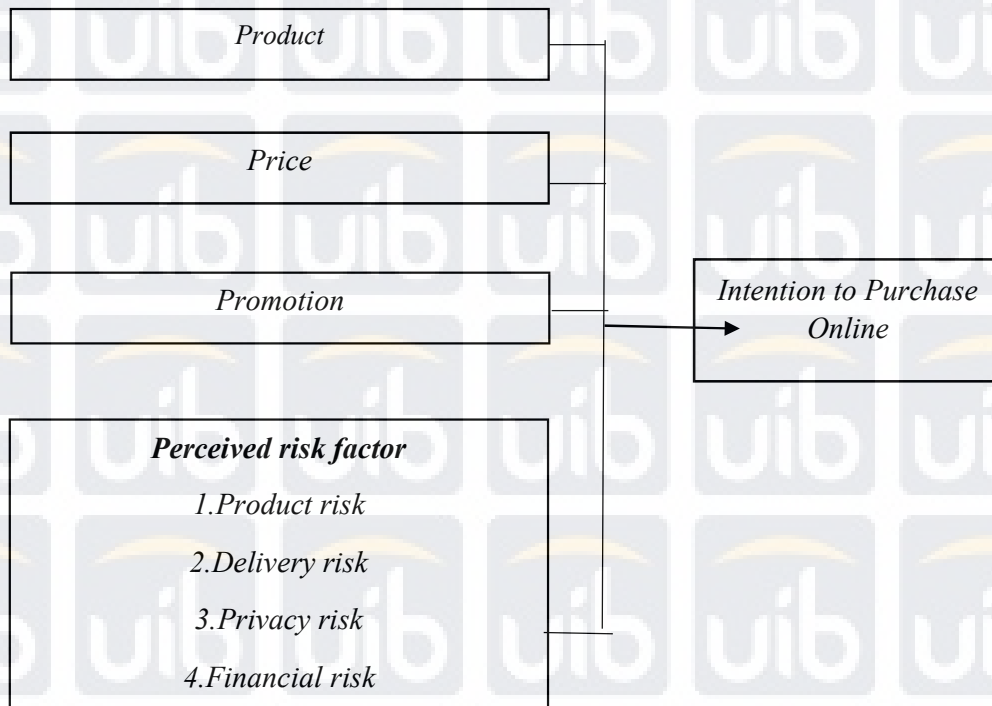 Product
Price
Promotion
Intention to Purchase
Online
Perceived risk factor
1.Product risk
2.Delivery risk
3.Privacy risk
4.Financial risk
uib